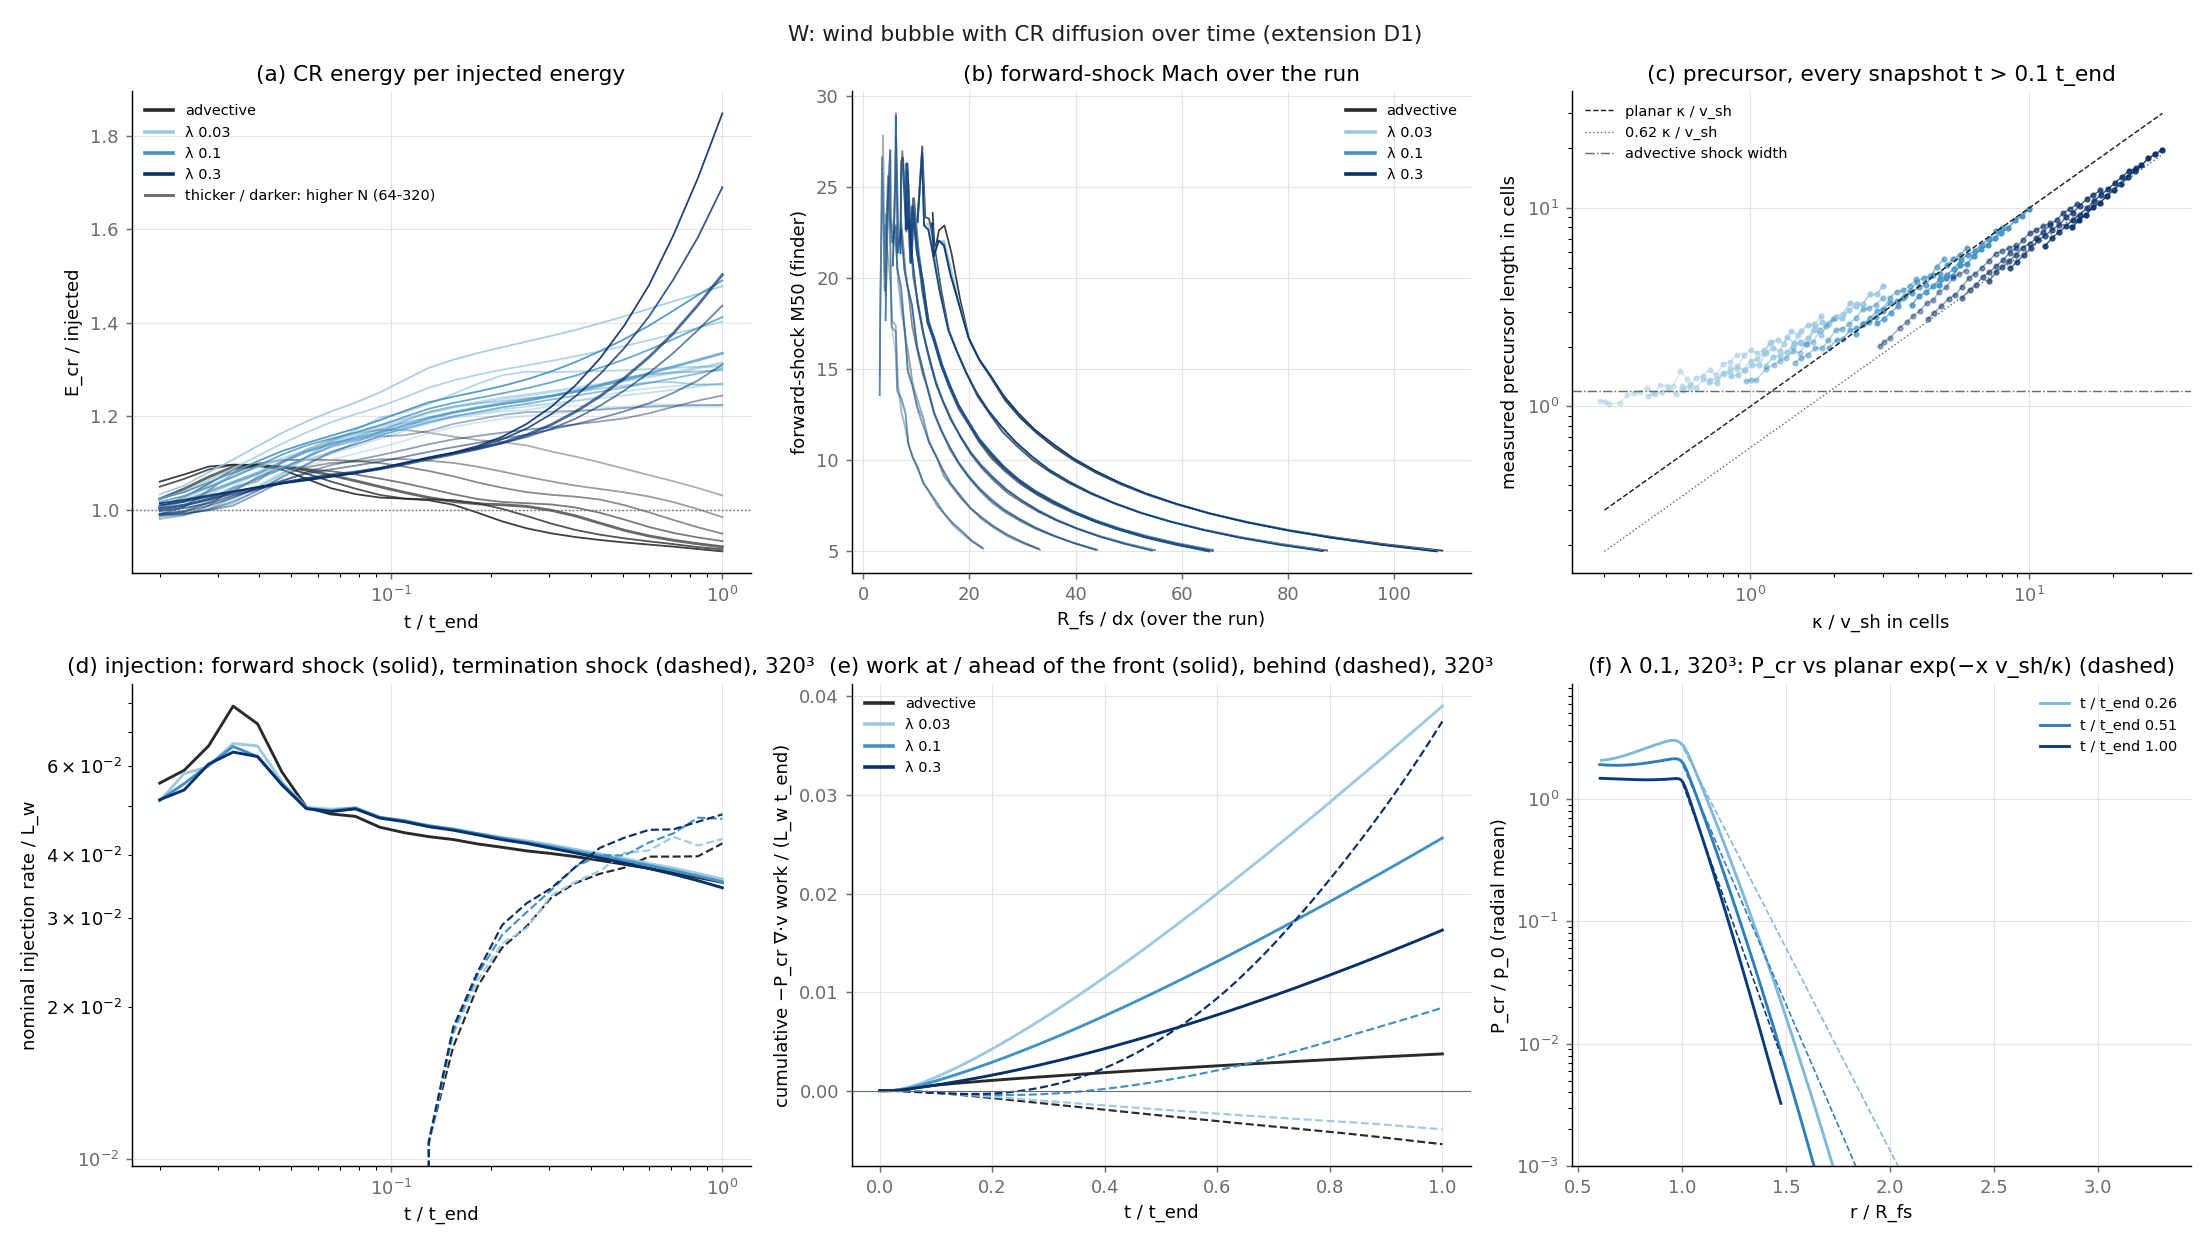 W: wind bubble with CR diffusion over time (extension D1)
(a) CR energy per injected energy
advective
λ 0.03
λ 0.1
λ 0.3
thicker / darker: higher N (64-320)
1.8
1.6
1.4
1.2
1.0
E_cr / injected
10⁻¹
10⁰
t / t_end
(b) forward-shock Mach over the run
advective
λ 0.03
λ 0.1
λ 0.3
30
25
20
15
10
5
forward-shock M50 (finder)
0
20
40
60
80
100
R_fs / dx (over the run)
(c) precursor, every snapshot t > 0.1 t_end
planar κ / v_sh
0.62 κ / v_sh
advective shock width
10¹
10⁰
measured precursor length in cells
10⁰
10¹
κ / v_sh in cells
(d) injection: forward shock (solid), termination shock (dashed), 320³
6 × 10⁻²
4 × 10⁻²
3 × 10⁻²
2 × 10⁻²
10⁻²
nominal injection rate / L_w
10⁻¹
10⁰
t / t_end
(e) work at / ahead of the front (solid), behind (dashed), 320³
advective
λ 0.03
λ 0.1
λ 0.3
0.04
0.03
0.02
0.01
0.00
cumulative −P_cr ∇·v work / (L_w t_end)
0.0
0.2
0.4
0.6
0.8
1.0
t / t_end
(f) λ 0.1, 320³: P_cr vs planar exp(−x v_sh/κ) (dashed)
t / t_end 0.26
t / t_end 0.51
t / t_end 1.00
10⁰
10⁻¹
10⁻²
10⁻³
P_cr / p_0 (radial mean)
0.5
1.0
1.5
2.0
2.5
3.0
r / R_fs